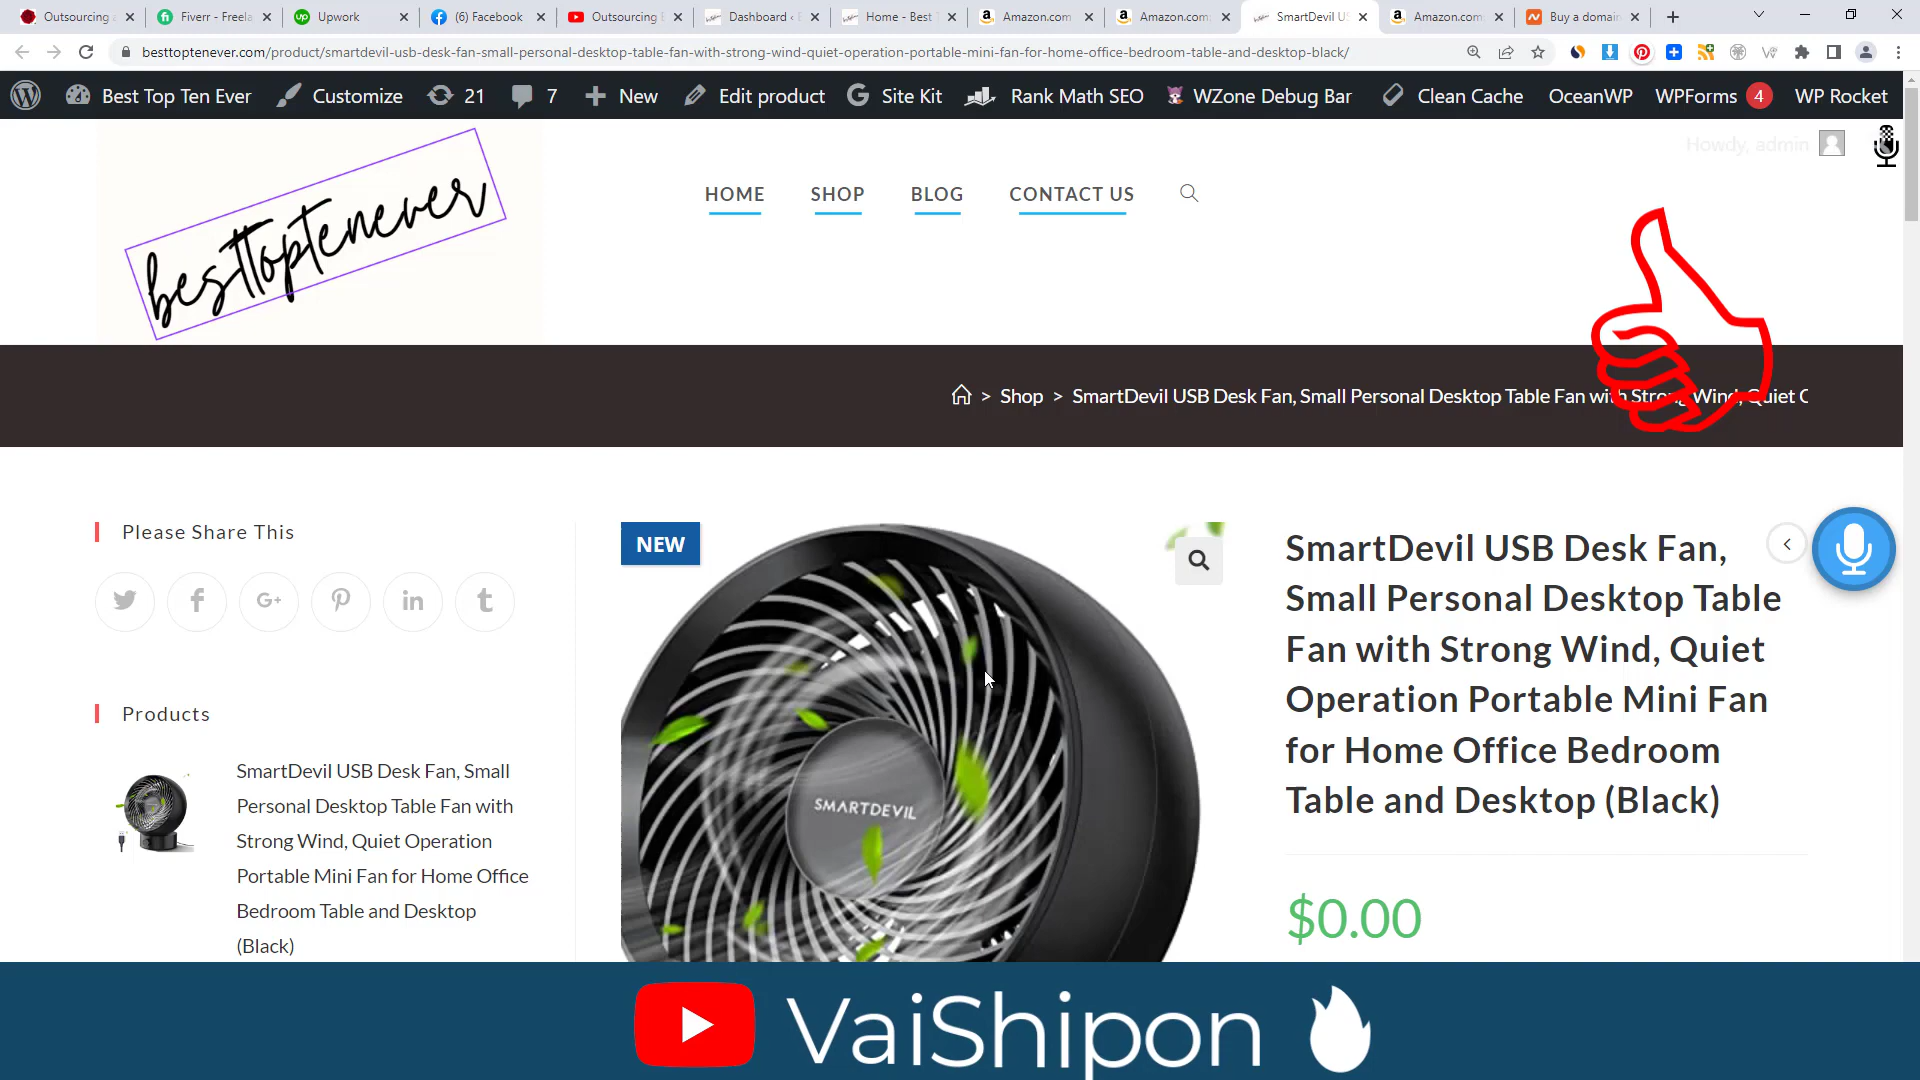 Outsourcing
Fiverr - Freela
Upwork
(6) Facebook
Outsourcing
Dashboard ‹
Home - Best
Amazon.com
Amazon.com
SmartDevil US
Amazon.com
Buy a domain
besttoptenever.com/product/smartdevil-usb-desk-fan-small-personal-desktop-table-fan-with-strong-wind-quiet-operation-portable-mini-fan-for-home-office-bedroom-table-and-desktop-black/
Best Top Ten Ever Customize 21 7 New Edit product Site Kit Rank Math SEO WZone Debug Bar Clean Cache OceanWP WPForms 4 WP Rocket
Howdy, admin
besttoptenever
HOME SHOP BLOG CONTACT US
> Shop > SmartDevil USB Desk Fan, Small Personal Desktop Table Fan with Strong Wind, Quiet
Please Share This
Products
SmartDevil USB Desk Fan, Small
Personal Desktop Table Fan with
Strong Wind, Quiet Operation
Portable Mini Fan for Home Office
Bedroom Table and Desktop
(Black)
NEW
SMARTDEVIL
SmartDevil USB Desk Fan,
Small Personal Desktop Table
Fan with Strong Wind, Quiet
Operation Portable Mini Fan
for Home Office Bedroom
Table and Desktop (Black)
$0.00
VaiShipon